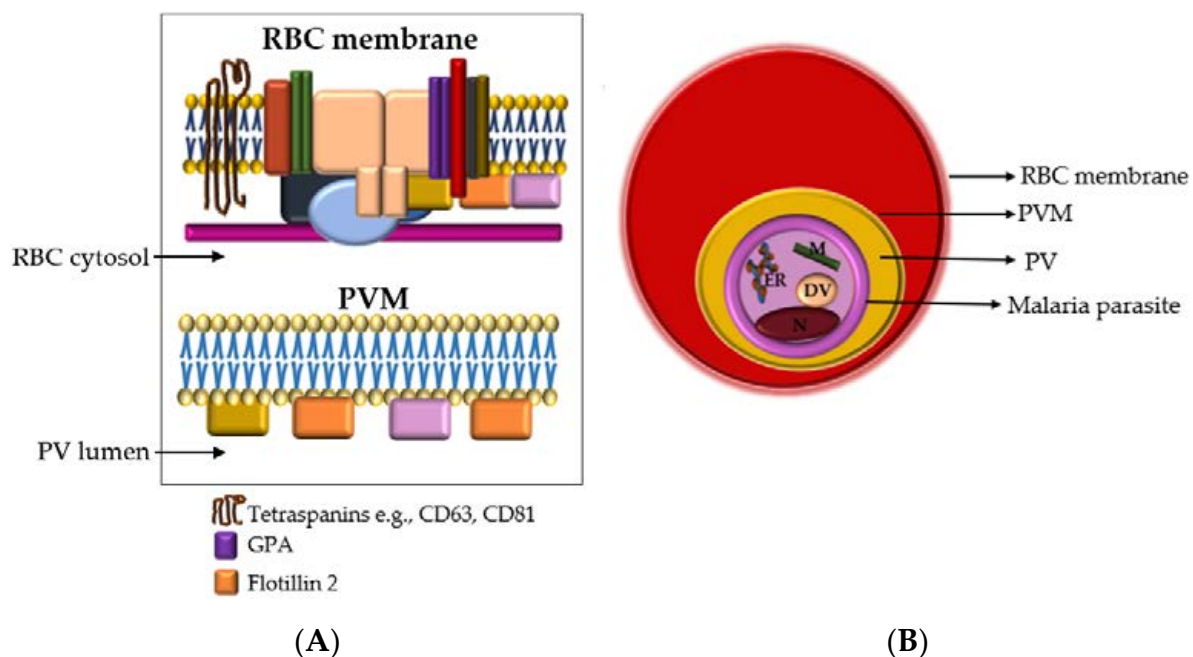 RBC membrane
RBC cytosol
PVM
PV lumen
Tetraspanins e.g., CD63, CD81
GPA
Flotillin 2
(A)
RBC membrane
PVM
PV
Malaria parasite
M
ER
DV
N
(B)